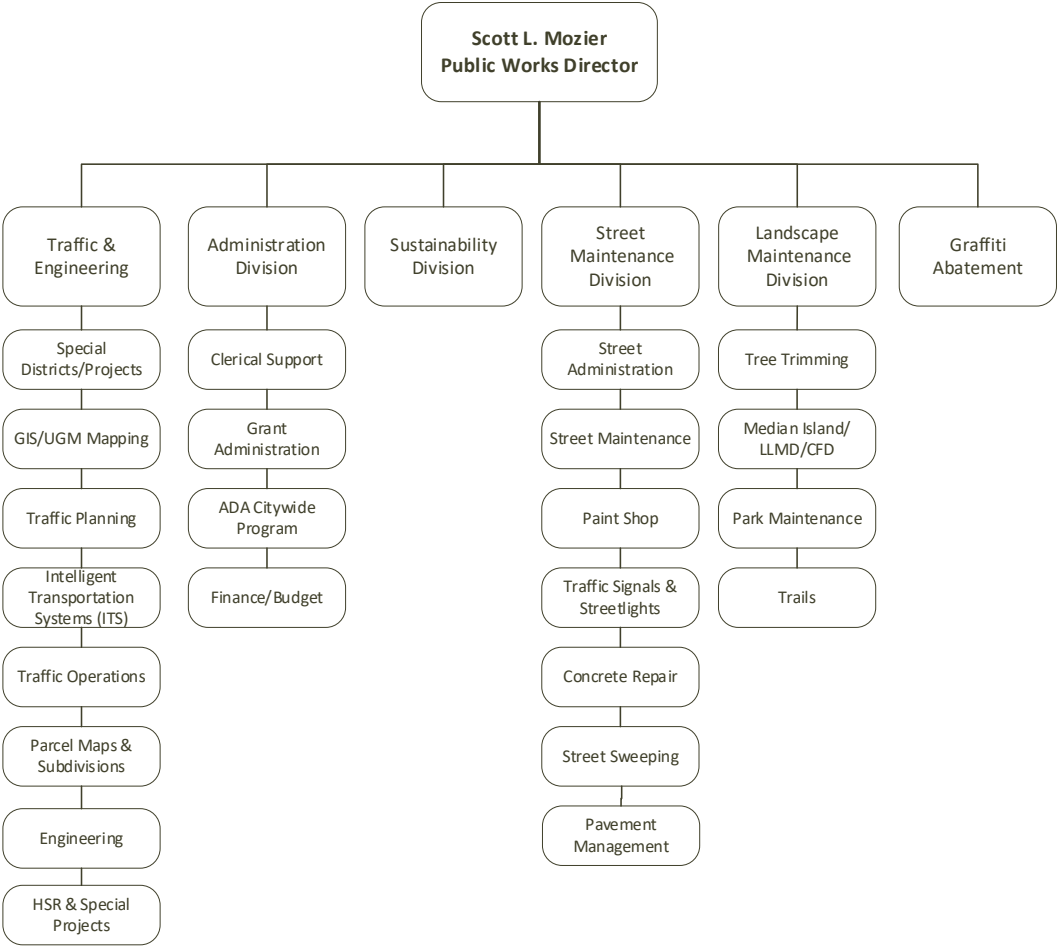 Scott L. Mozier
Public Works Director
Traffic &
Engineering
Administration
Division
Sustainability
Division
Street
Maintenance
Division
Landscape
Maintenance
Division
Graffiti
Abatement
Special
Districts/Projects
GIS/UGM Mapping
Traffic Planning
Intelligent
Transportation
Systems (ITS)
Traffic Operations
Parcel Maps &
Subdivisions
Engineering
HSR & Special
Projects
Clerical Support
Grant
Administration
ADA Citywide
Program
Finance/Budget
Street
Administration
Street Maintenance
Paint Shop
Traffic Signals &
Streetlights
Concrete Repair
Street Sweeping
Pavement
Management
Tree Trimming
Median Island/
LLMD/CFD
Park Maintenance
Trails